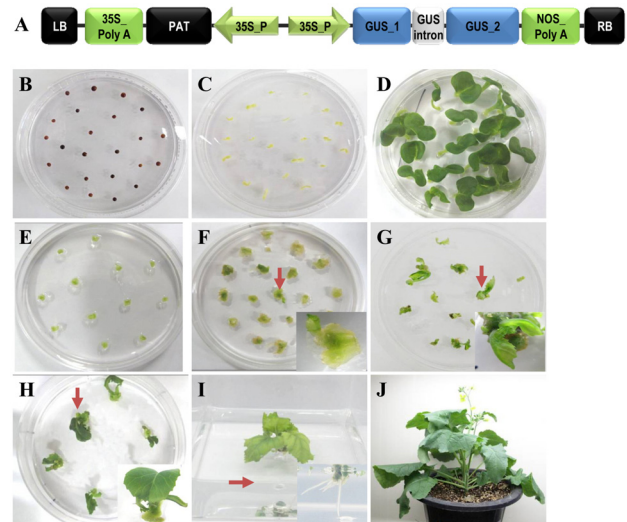 A LB 35S_ Poly A PAT 35S_P 35S_P GUS_1 GUS intron GUS_2 NOS_ Poly A RB
B C D
E F G
H I J